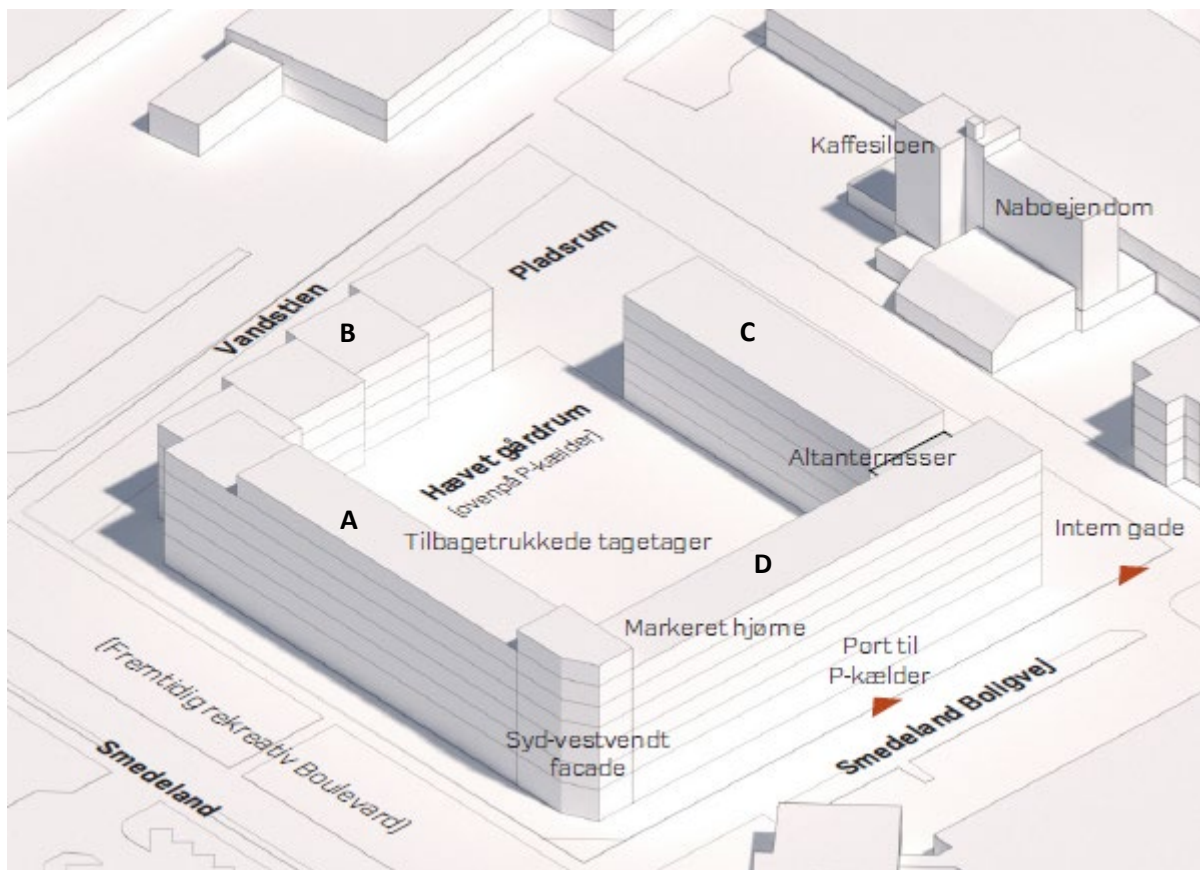 Kaffesiloen
Naboejendom
Pladsrum
Vandstien
B
C
Hævet gårdrum
(ovenpå P-kælder)
Altanterrasser
A
Tilbagetrukkede tagetager
Intern gade
D
Markeret hjørne
Port til
P-kælder
Smedeland Boligvej
(Fremtidig rekreativ Boulevard)
Smedeland
Syd-vestvendt
facade